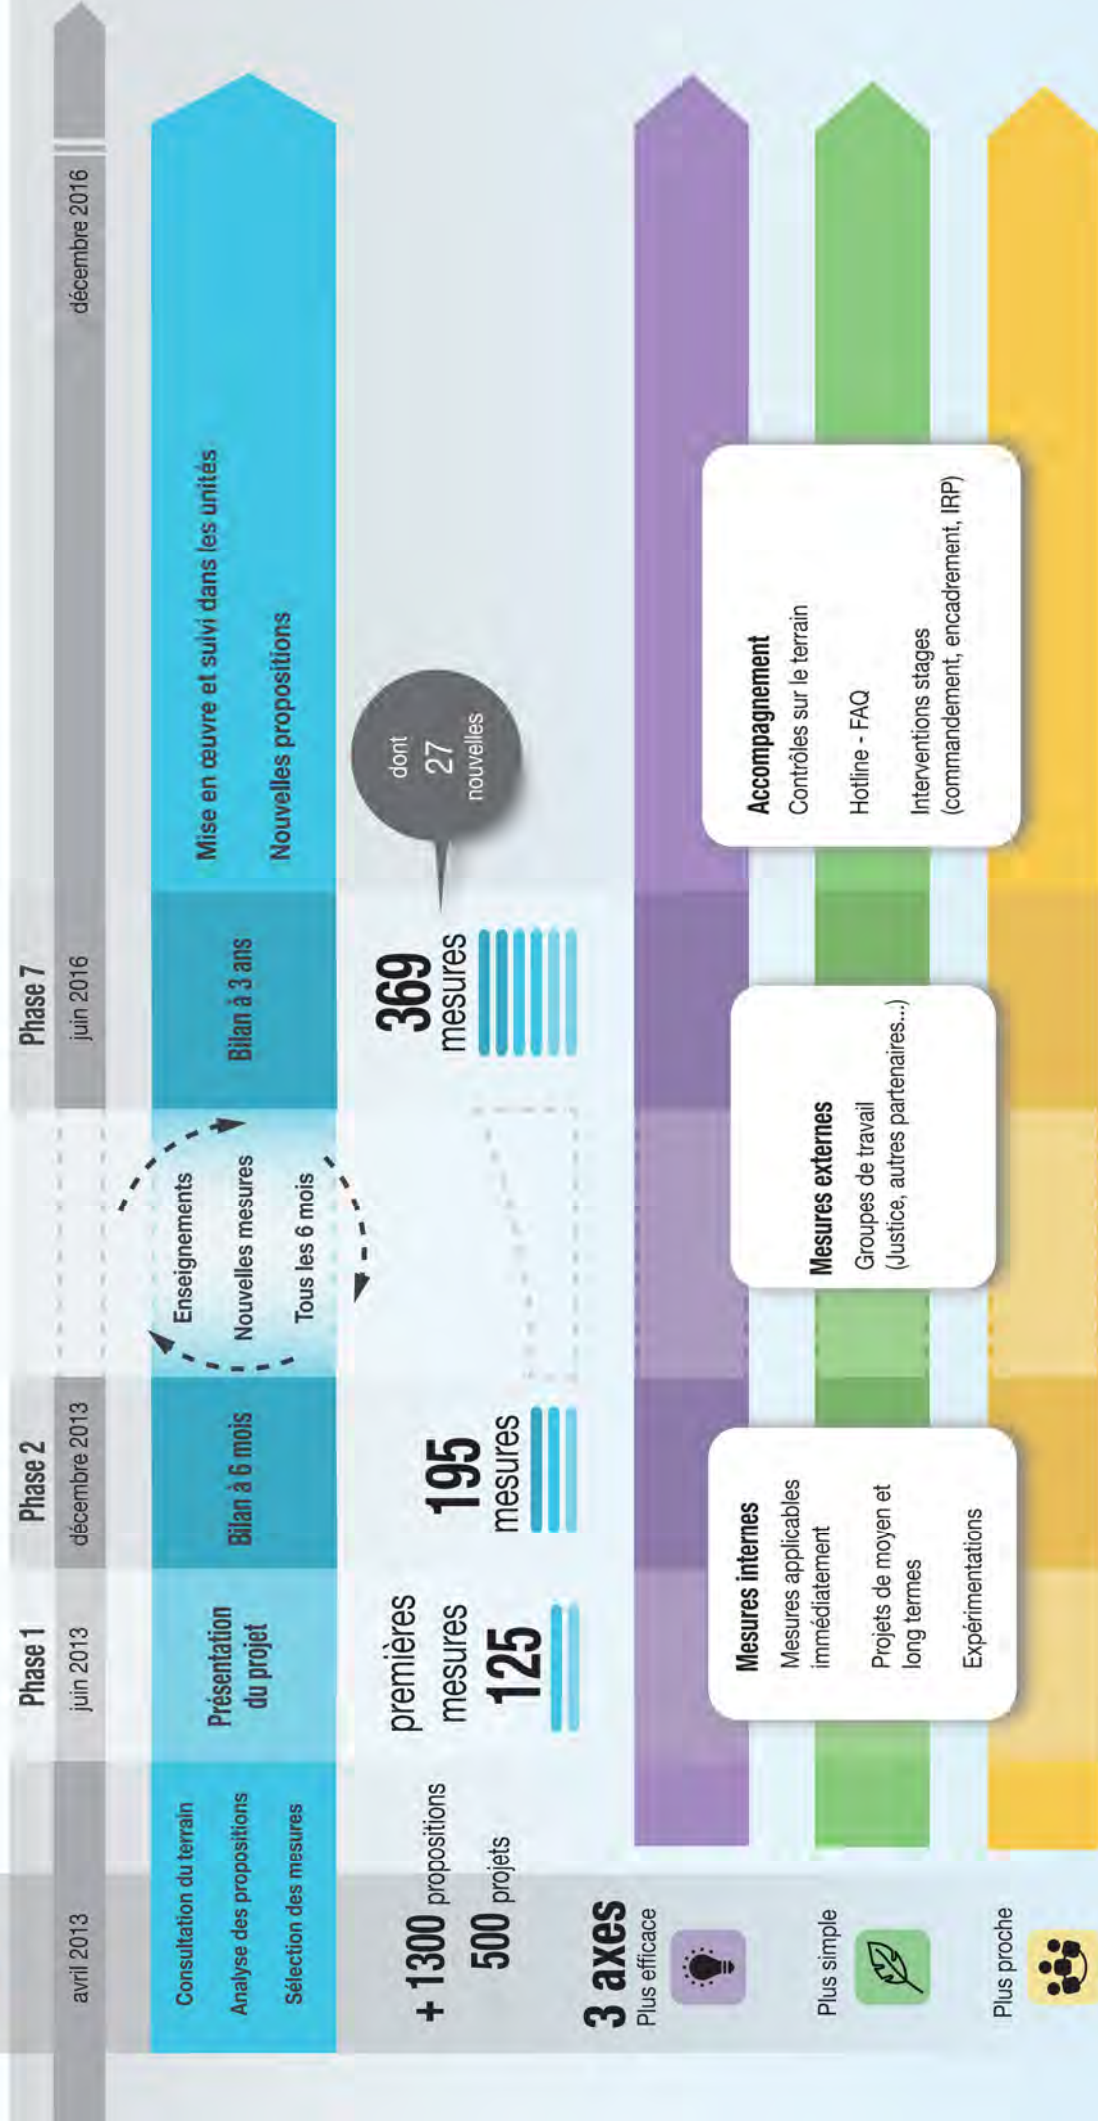 Phase 1
Phase 2
Phase 7
avril 2013
juin 2013
décembre 2013
juin 2016
décembre 2016
Consultation du terrain
Analyse des propositions
Sélection des mesures
Présentation
du projet
Bilan à 6 mois
Enseignements
Nouvelles mesures
Tous les 6 mois
Bilan à 3 ans
Mise en œuvre et suivi dans les unités
Nouvelles propositions
+ 1300 propositions
500 projets
premières
mesures
125
195
mesures
369
mesures
dont
27
nouvelles
3 axes
Plus efficace
Plus simple
Plus proche
Mesures internes
Mesures applicables
immédiatement
Projets de moyen et
long termes
Expérimentations
Mesures externes
Groupes de travail
(Justice, autres partenaires...)
Accompagnement
Contrôles sur le terrain
Hotline - FAQ
Interventions stages
(commandement, encadrement, IRP)